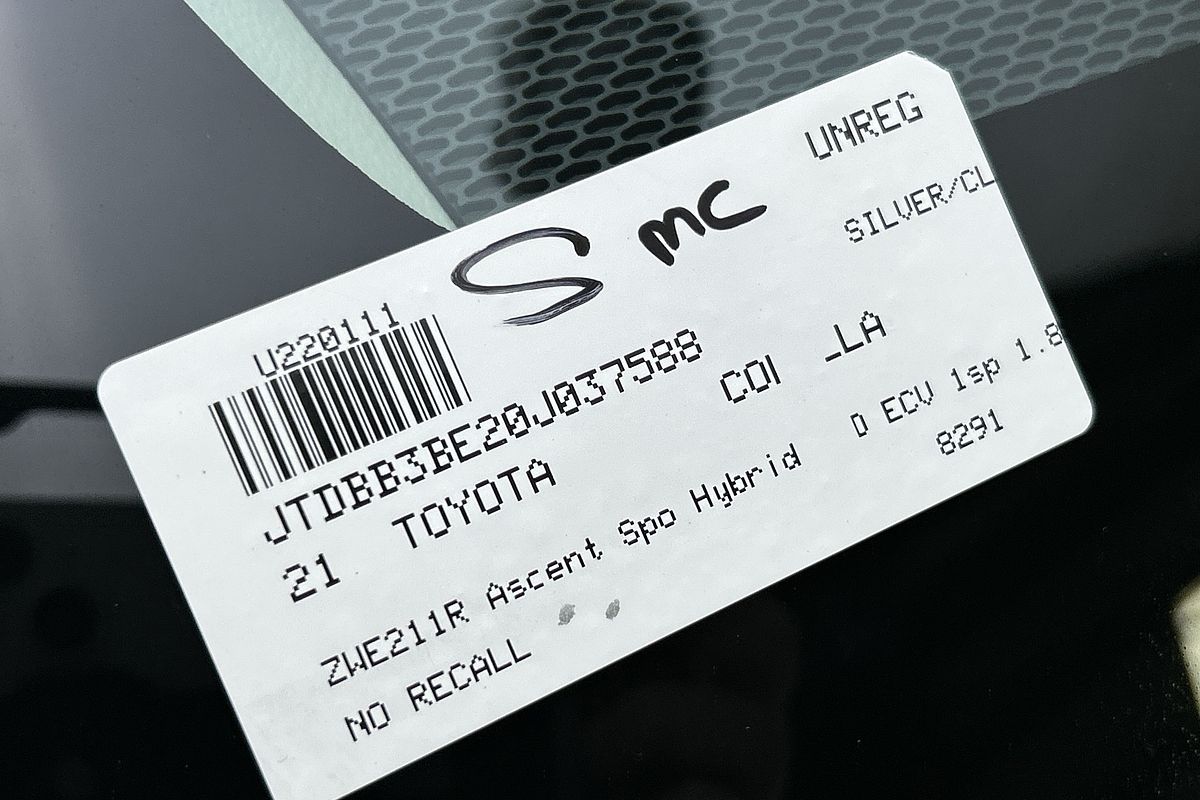 UNREG
S MC
SILVER/CL
U220111
JTDBB3BE20J037588
21 TOYOTA COI _LA
ZWE211R Ascent Spo Hybrid D ECV 1sp 1.8
NO RECALL 8291